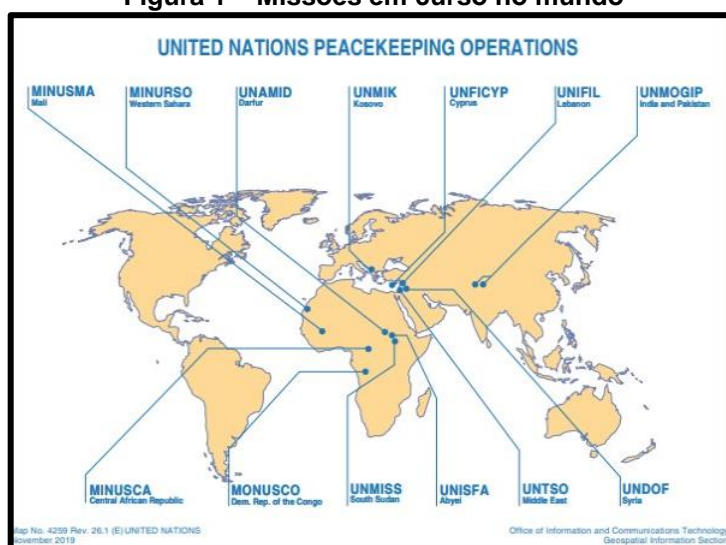 Figura 1 – Missões em curso no mundo
UNITED NATIONS PEACEKEEPING OPERATIONS
MINUSMA
Mali
MINURSO
Western Sahara
UNAMID
Darfur
UNMIK
Kosovo
UNFICYP
Cyprus
UNIFIL
Lebanon
UNMOGIP
India and Pakistan
MINUSCA
Central African Republic
MONUSCO
Dem. Rep. of the Congo
UNMISS
South Sudan
UNISFA
Abyei
UNTSO
Middle East
UNDOF
Syria
Map No. 4259 Rev. 26.1 (E) UNITED NATIONS
November 2019
Office of Information and Communications Technology
Geospatial Information Section